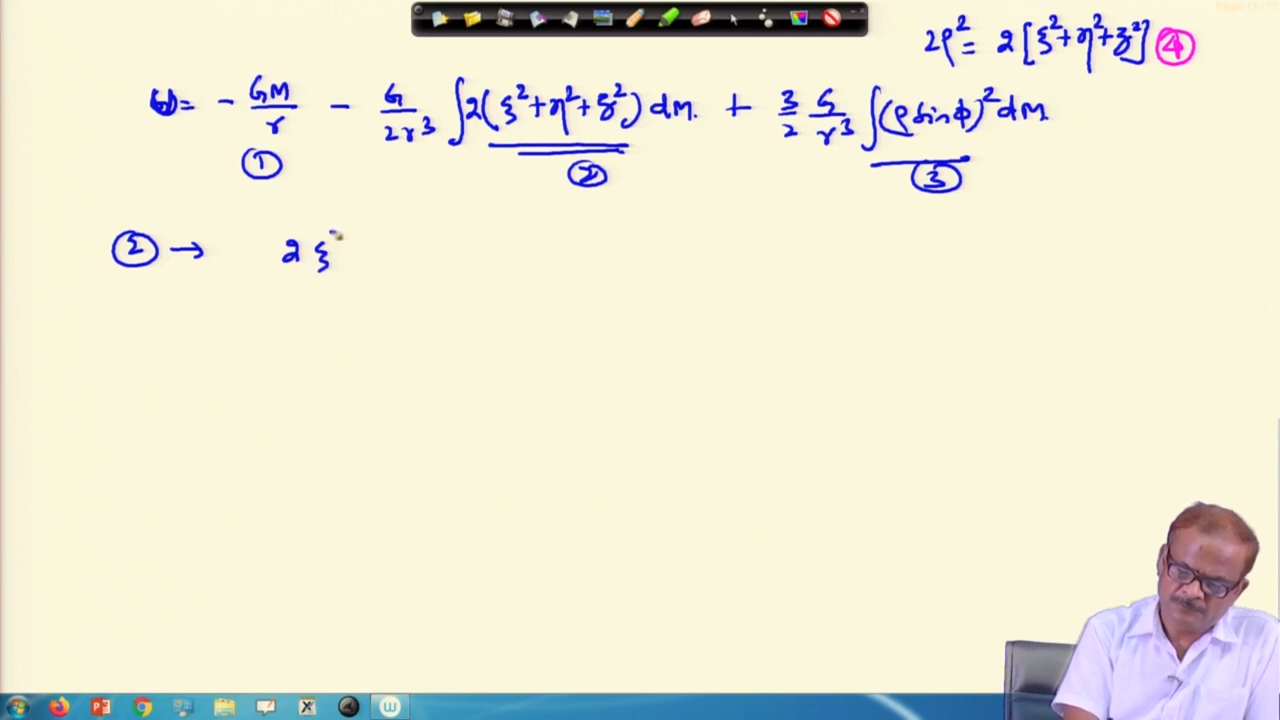 2ρ² = 2[ξ²+η²+ζ²] ④
U = - GM/r - G/2r³ ∫2(ξ²+η²+ζ²) dM + 3/2 G/r³ ∫(ρ sinφ)² dM
① ② ③
② → 2ξ